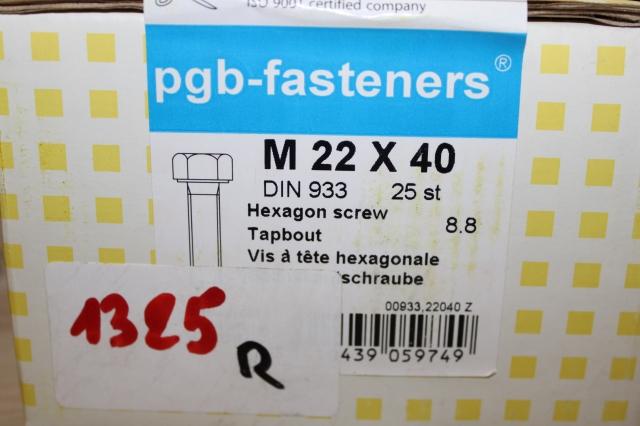 ISO 9001 certified company
pgb-fasteners®
M 22 X 40
DIN 933 25 st
Hexagon screw 8.8
Tapbout
Vis à tête hexagonale
schraube
00933,22040 Z
439 059749
1325
R